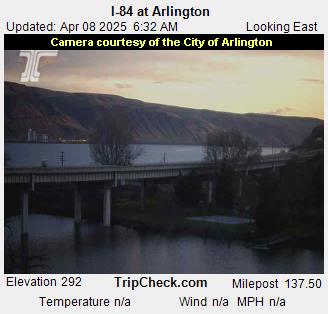 I-84 at Arlington
Updated: Apr 08 2025 6:32 AM Looking East
Camera courtesy of the City of Arlington
Elevation 292 TripCheck.com Milepost 137.50
Temperature n/a Wind n/a MPH n/a